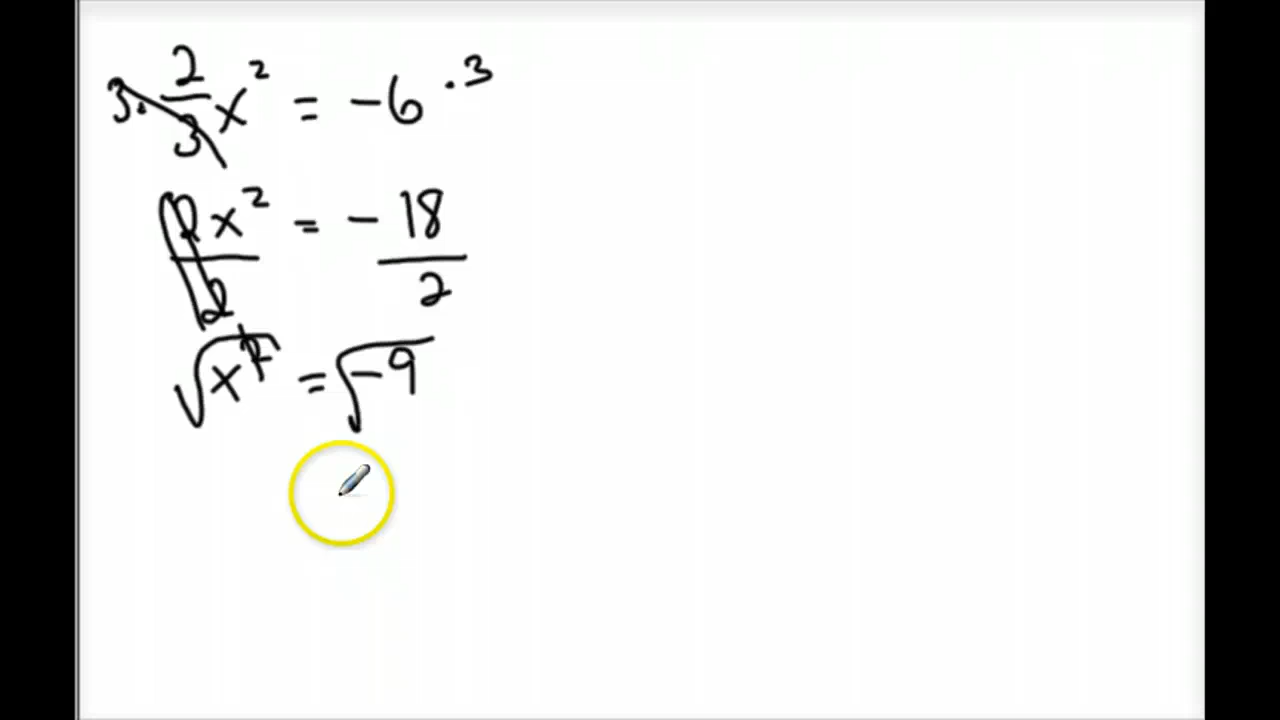 3 · 2/3 x² = -6 · 3
2x²/2 = -18/2
√x² = √-9